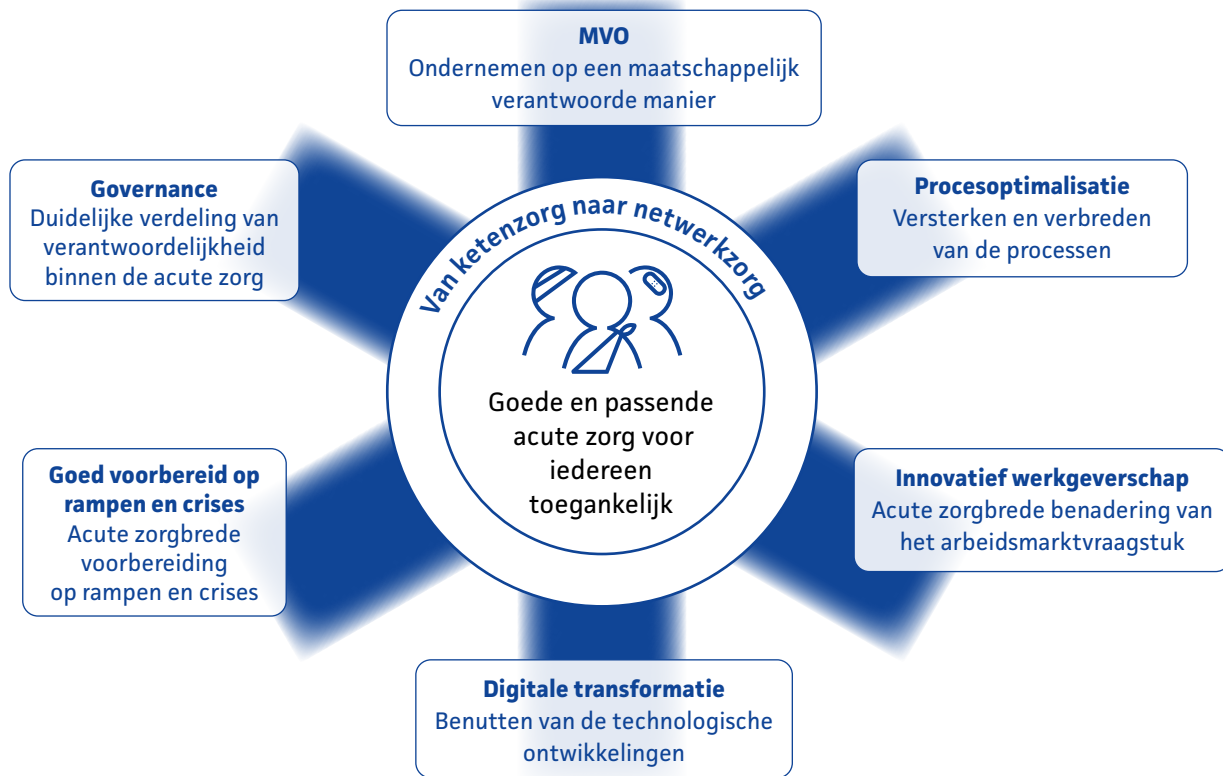 MVO
Ondernemen op een maatschappelijk
verantwoorde manier
Governance
Duidelijke verdeling van
verantwoordelijkheid
binnen de acute zorg
Procesoptimalisatie
Versterken en verbreden
van de processen
Van ketenzorg naar netwerkzorg
Goede en passende
acute zorg voor
iedereen
toegankelijk
Goed voorbereid op
rampen en crises
Acute zorgbrede
voorbereiding
op rampen en crises
Innovatief werkgeverschap
Acute zorgbrede benadering van
het arbeidsmarktvraagstuk
Digitale transformatie
Benutten van de technologische
ontwikkelingen